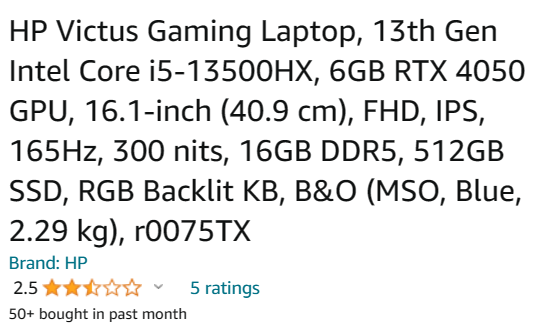 HP Victus Gaming Laptop, 13th Gen
Intel Core i5-13500HX, 6GB RTX 4050
GPU, 16.1-inch (40.9 cm), FHD, IPS,
165Hz, 300 nits, 16GB DDR5, 512GB
SSD, RGB Backlit KB, B&O (MSO, Blue,
2.29 kg), r0075TX
Brand: HP
2.5 5 ratings
50+ bought in past month